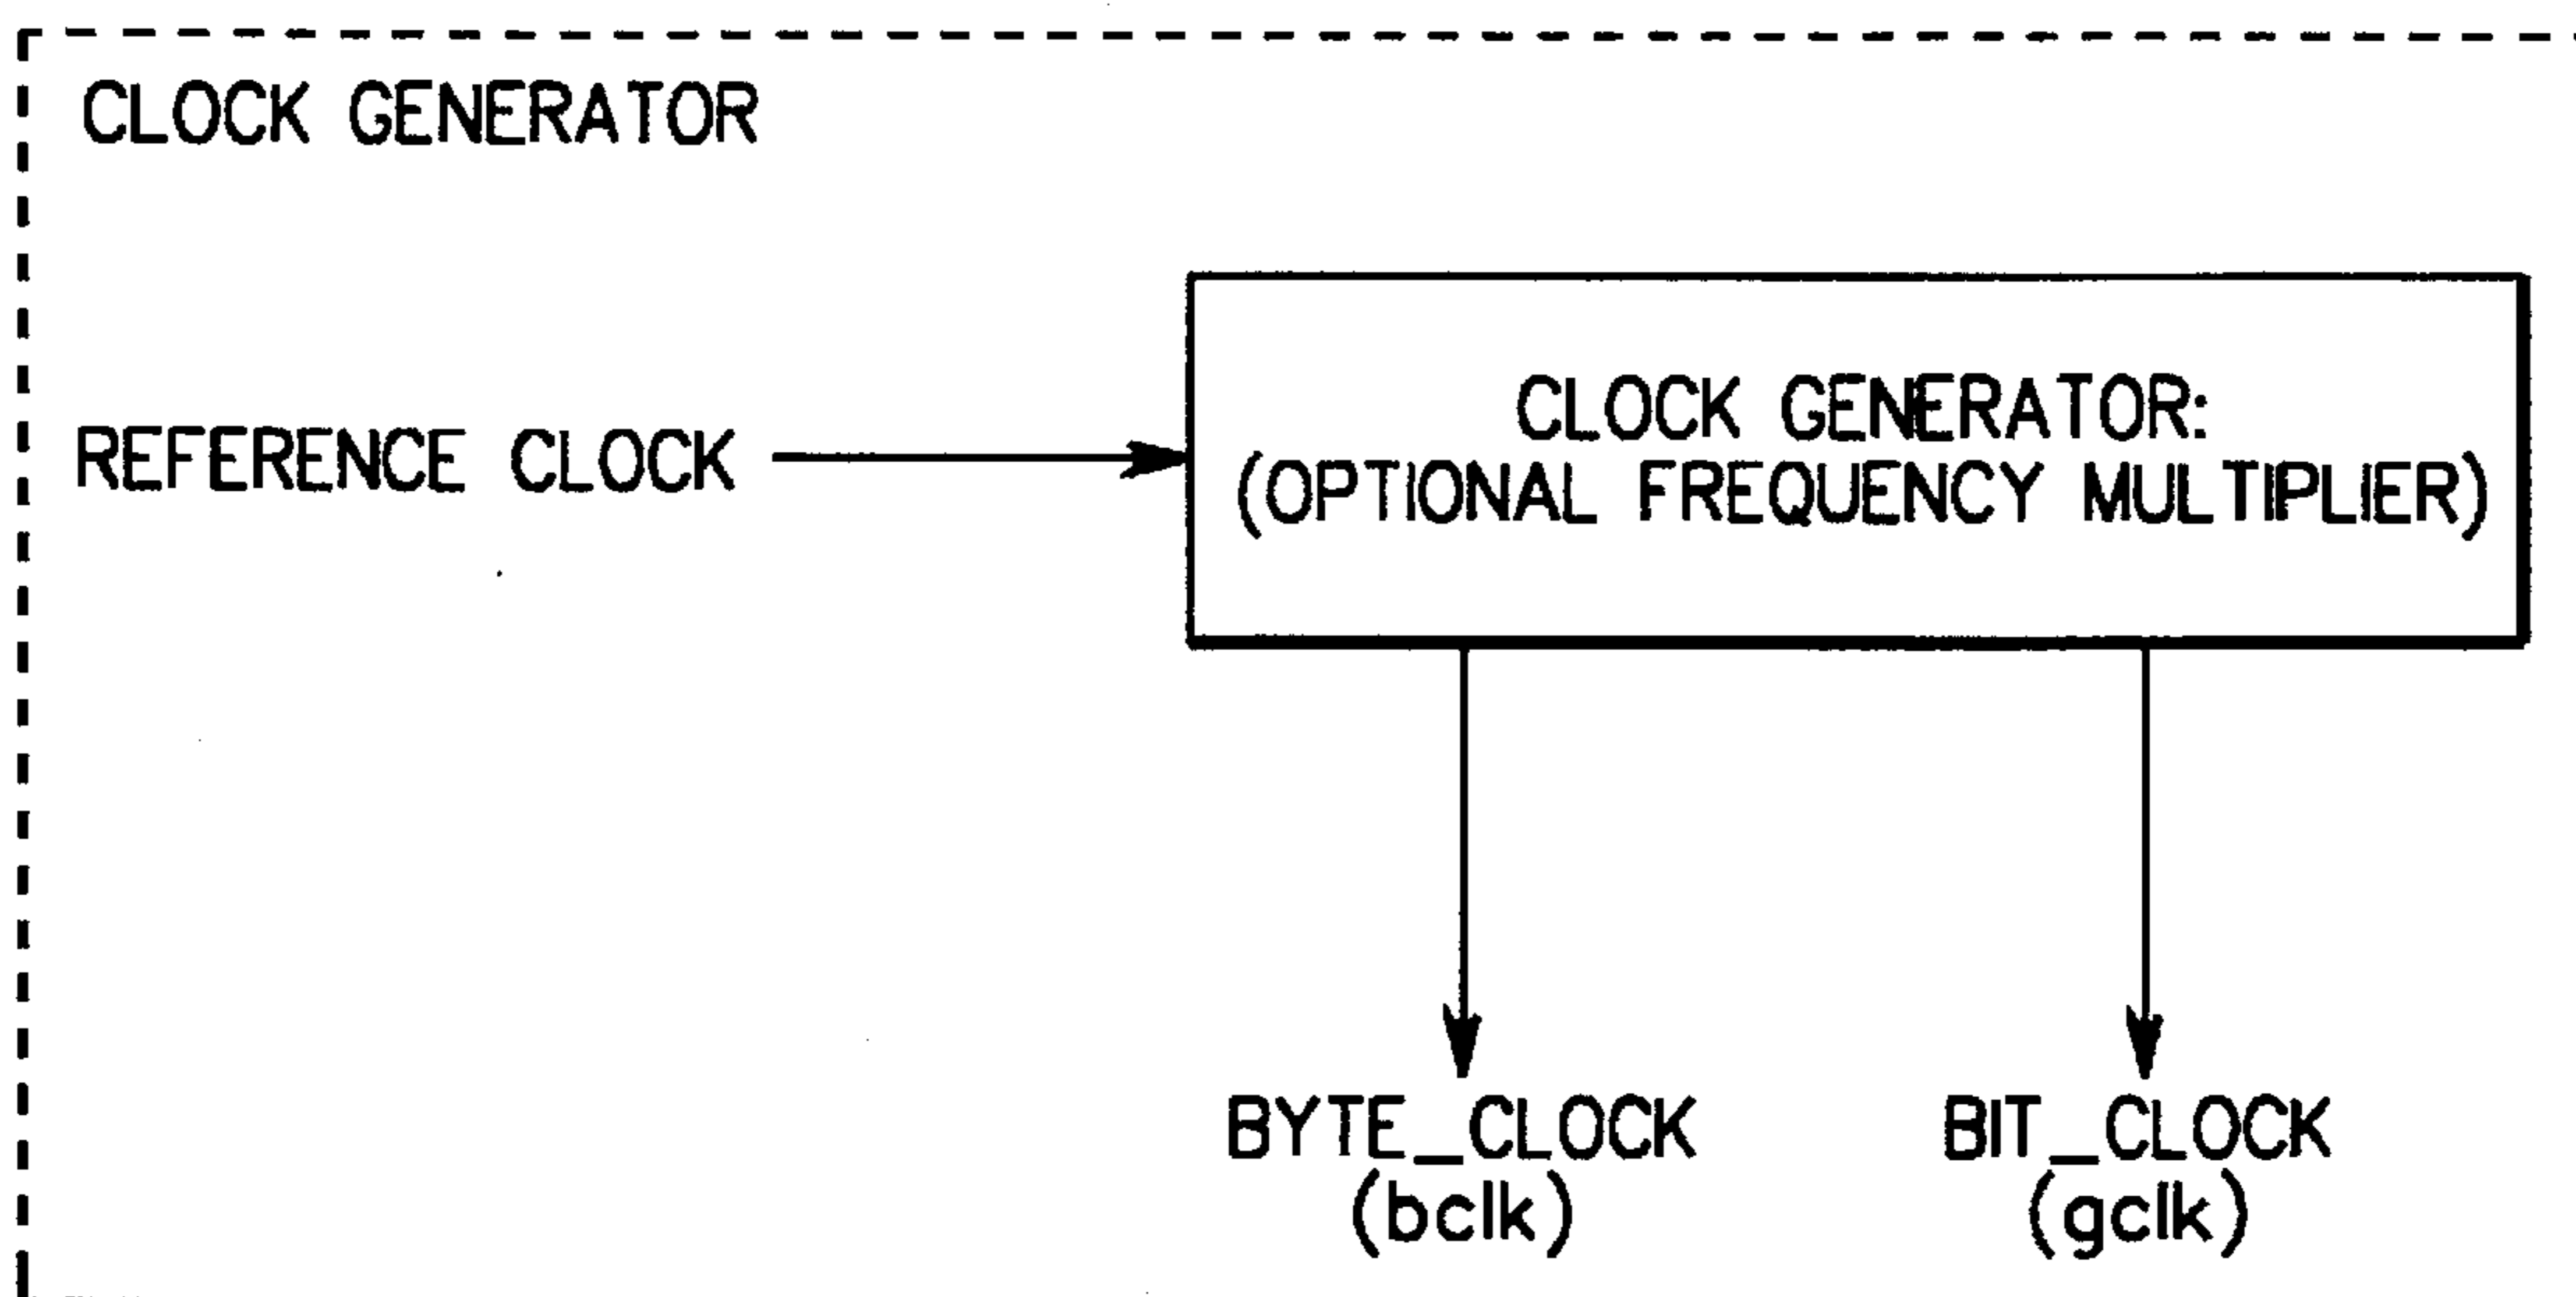 CLOCK GENERATOR
REFERENCE CLOCK
CLOCK GENERATOR:
(OPTIONAL FREQUENCY MULTIPLIER)
BYTE_CLOCK
(bclk)
BIT_CLOCK
(gclk)